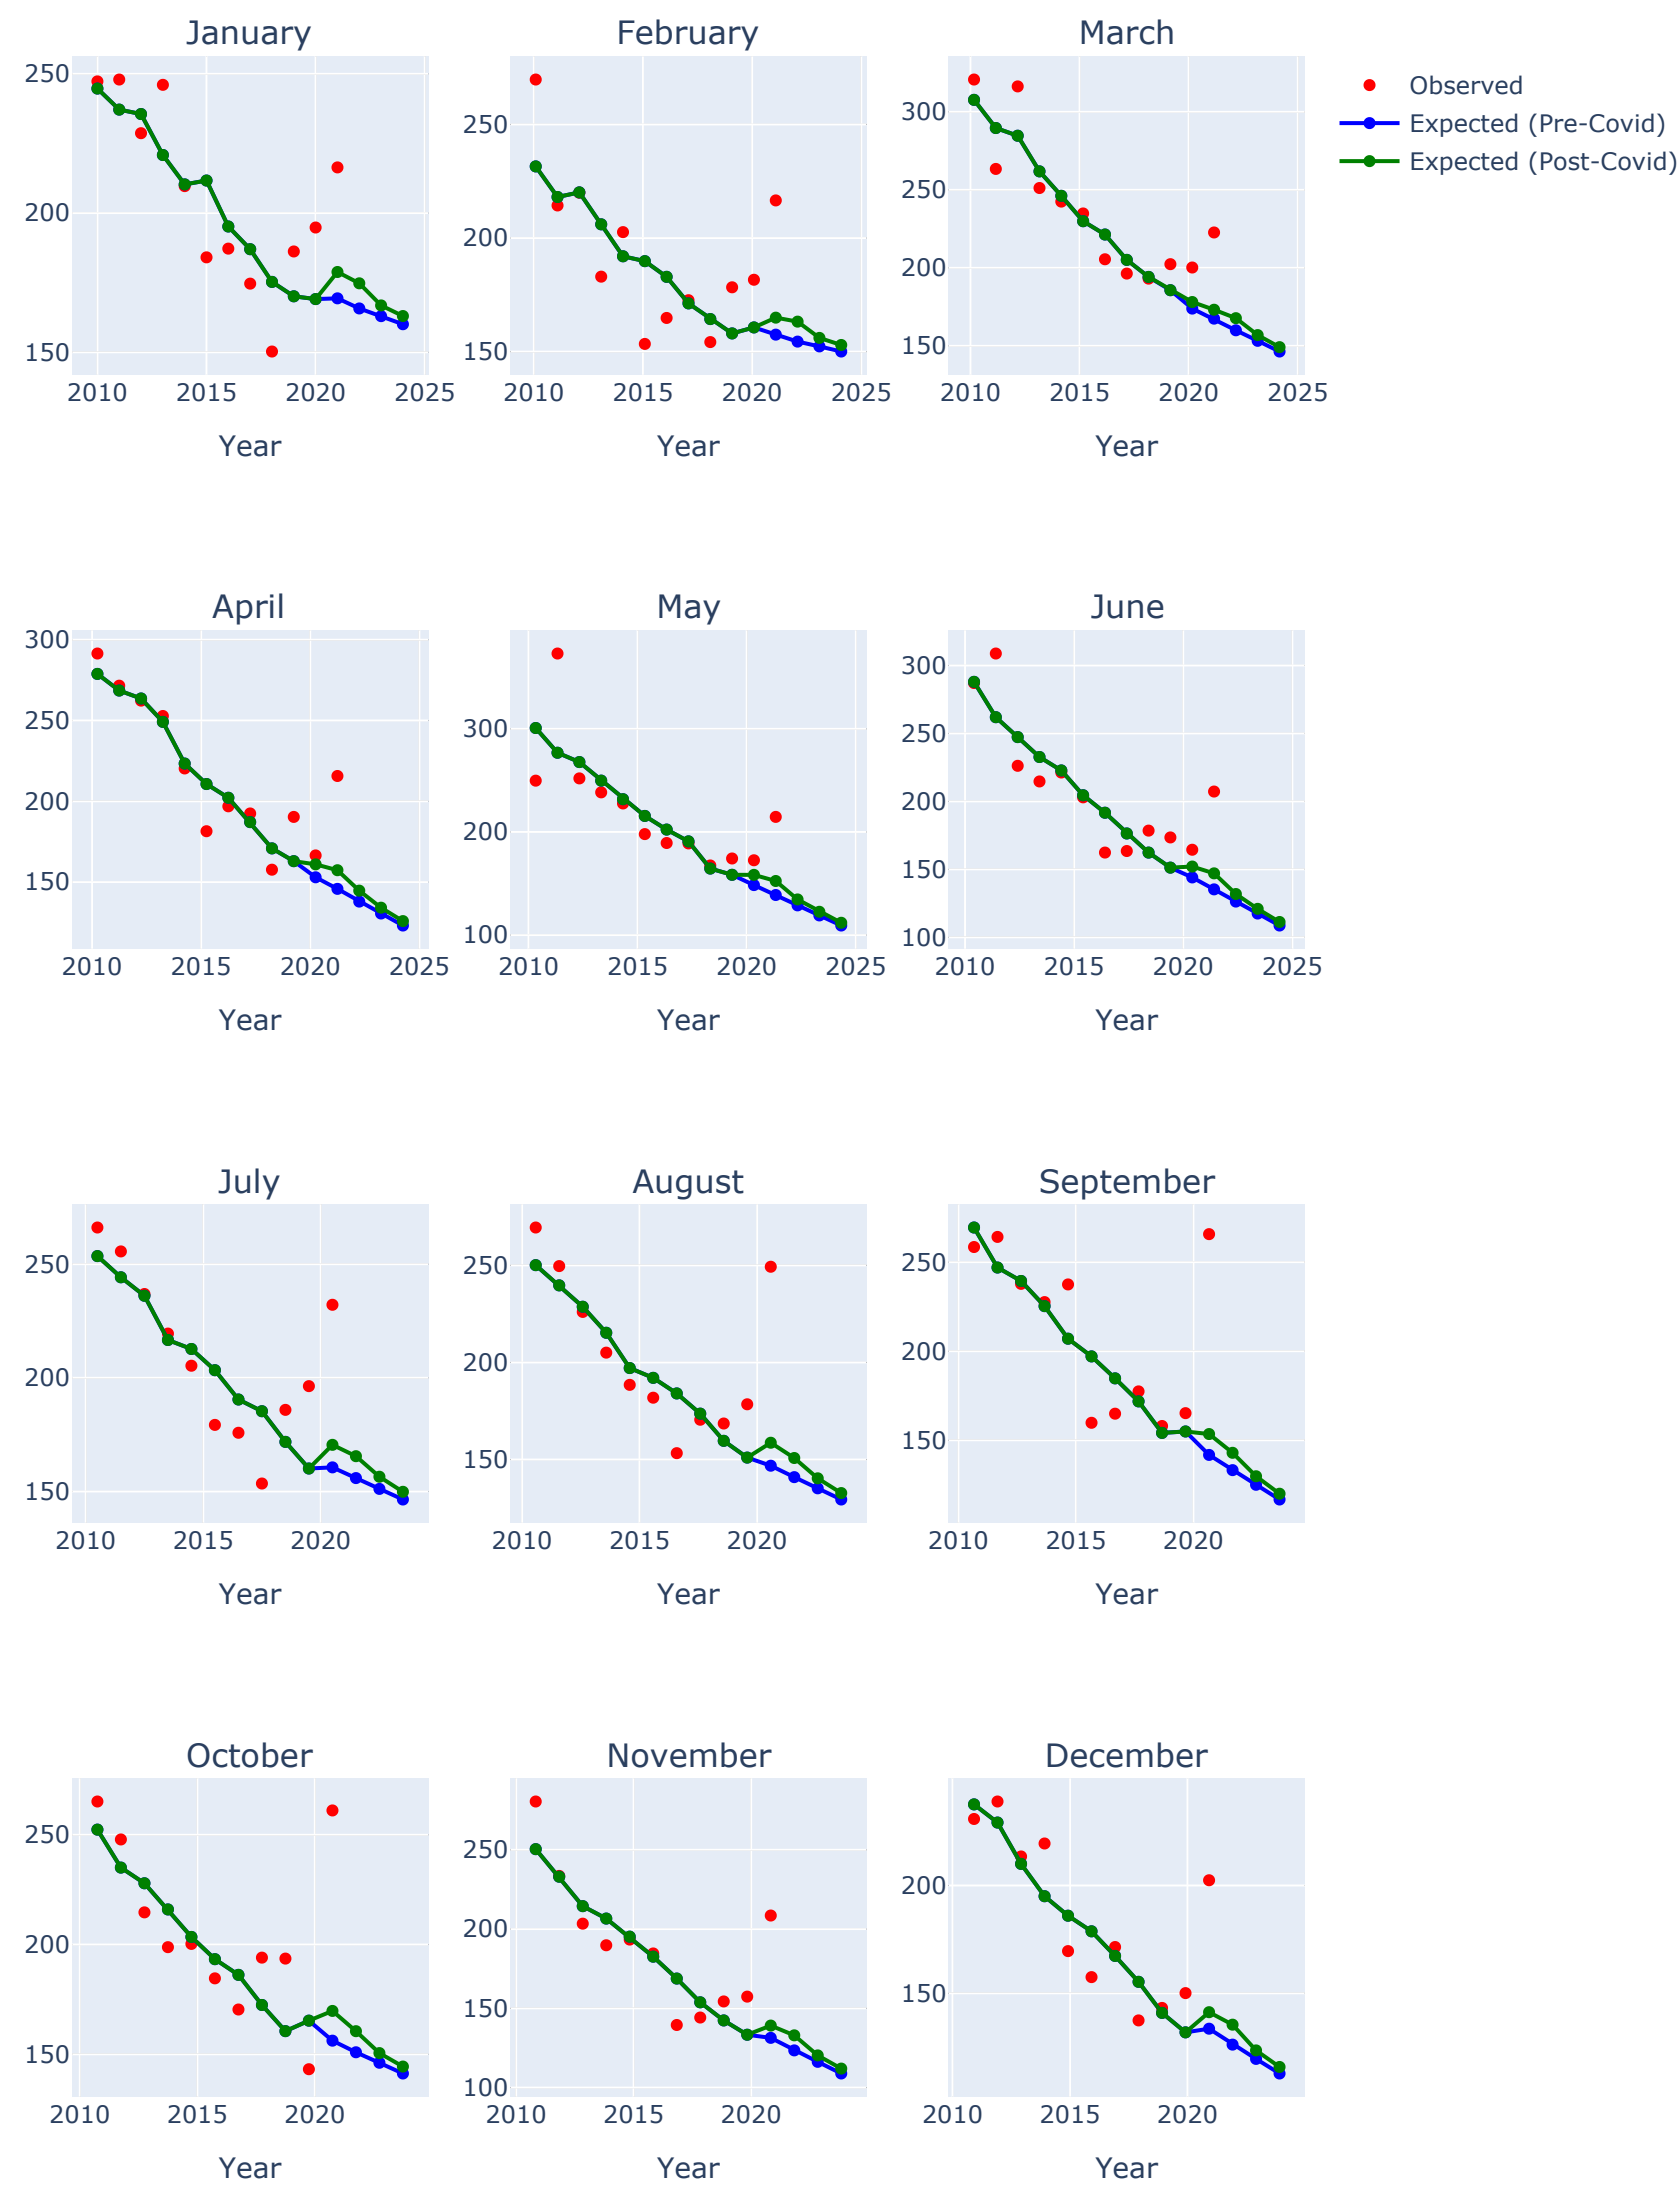 January February March
250
200
150
2010 2015 2020 2025
Year
250
200
150
2010 2015 2020 2025
Year
300
250
200
150
2010 2015 2020 2025
Year
Observed
Expected (Pre-Covid)
Expected (Post-Covid)
April May June
300
250
200
150
2010 2015 2020 2025
Year
300
200
100
2010 2015 2020 2025
Year
300
250
200
150
100
2010 2015 2020 2025
Year
July August September
250
200
150
2010 2015 2020
Year
250
200
150
2010 2015 2020
Year
250
200
150
2010 2015 2020
Year
October November December
250
200
150
2010 2015 2020
Year
250
200
150
100
2010 2015 2020
Year
200
150
2010 2015 2020
Year